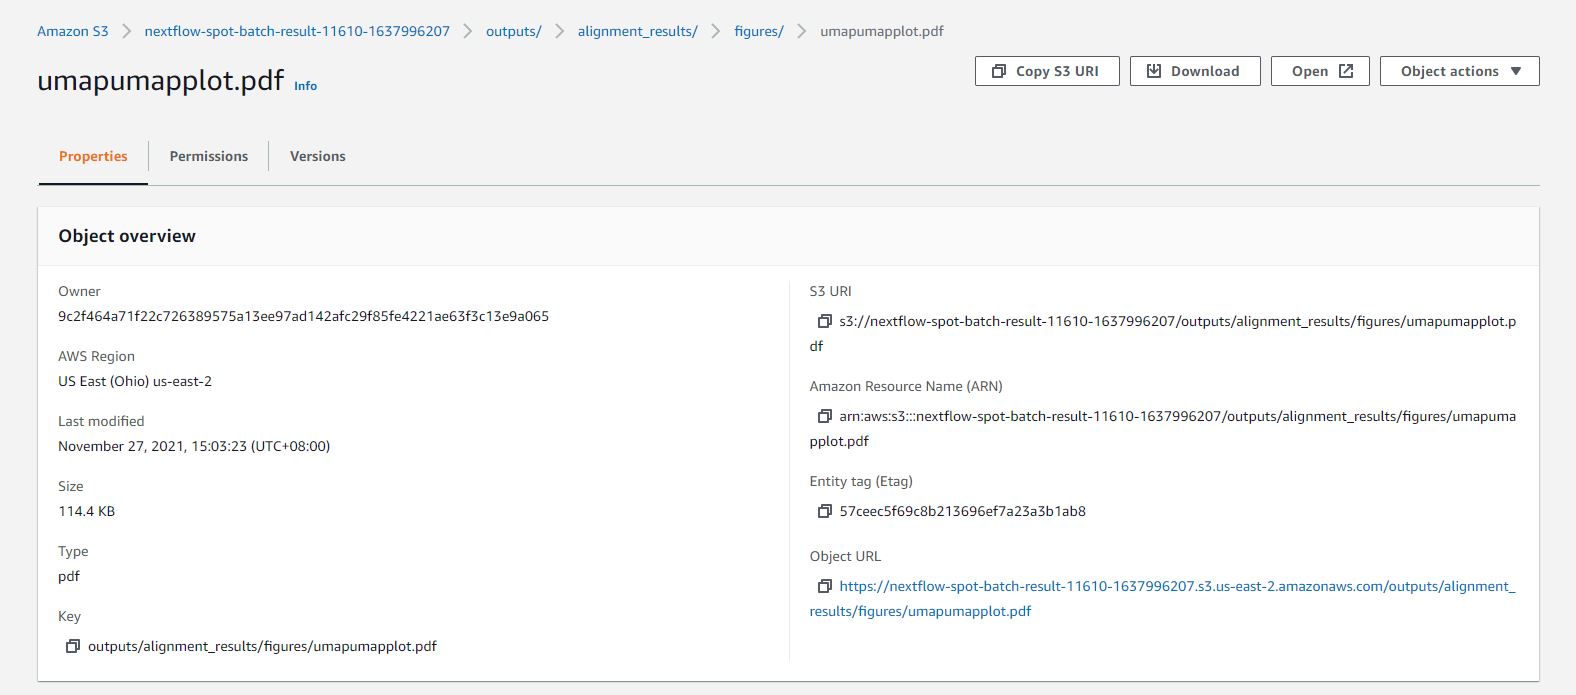 Amazon S3 > nextflow-spot-batch-result-11610-1637996207 > outputs/ > alignment_results/ > figures/ > umapumapplot.pdf
umapumapplot.pdf Info
Copy S3 URI Download Open Object actions
Properties Permissions Versions
Object overview
Owner
9c2f464a71f22c726389575a13ee97ad142afc29f85fe4221ae63f3c13e9a065
AWS Region
US East (Ohio) us-east-2
Last modified
November 27, 2021, 15:03:23 (UTC+08:00)
Size
114.4 KB
Type
pdf
Key
outputs/alignment_results/figures/umapumapplot.pdf
S3 URI
s3://nextflow-spot-batch-result-11610-1637996207/outputs/alignment_results/figures/umapumapplot.p
df
Amazon Resource Name (ARN)
arn:aws:s3:::nextflow-spot-batch-result-11610-1637996207/outputs/alignment_results/figures/umapuma
pplot.pdf
Entity tag (Etag)
57ceec5f69c8b213696ef7a23a3b1ab8
Object URL
https://nextflow-spot-batch-result-11610-1637996207.s3.us-east-2.amazonaws.com/outputs/alignment_
results/figures/umapumapplot.pdf